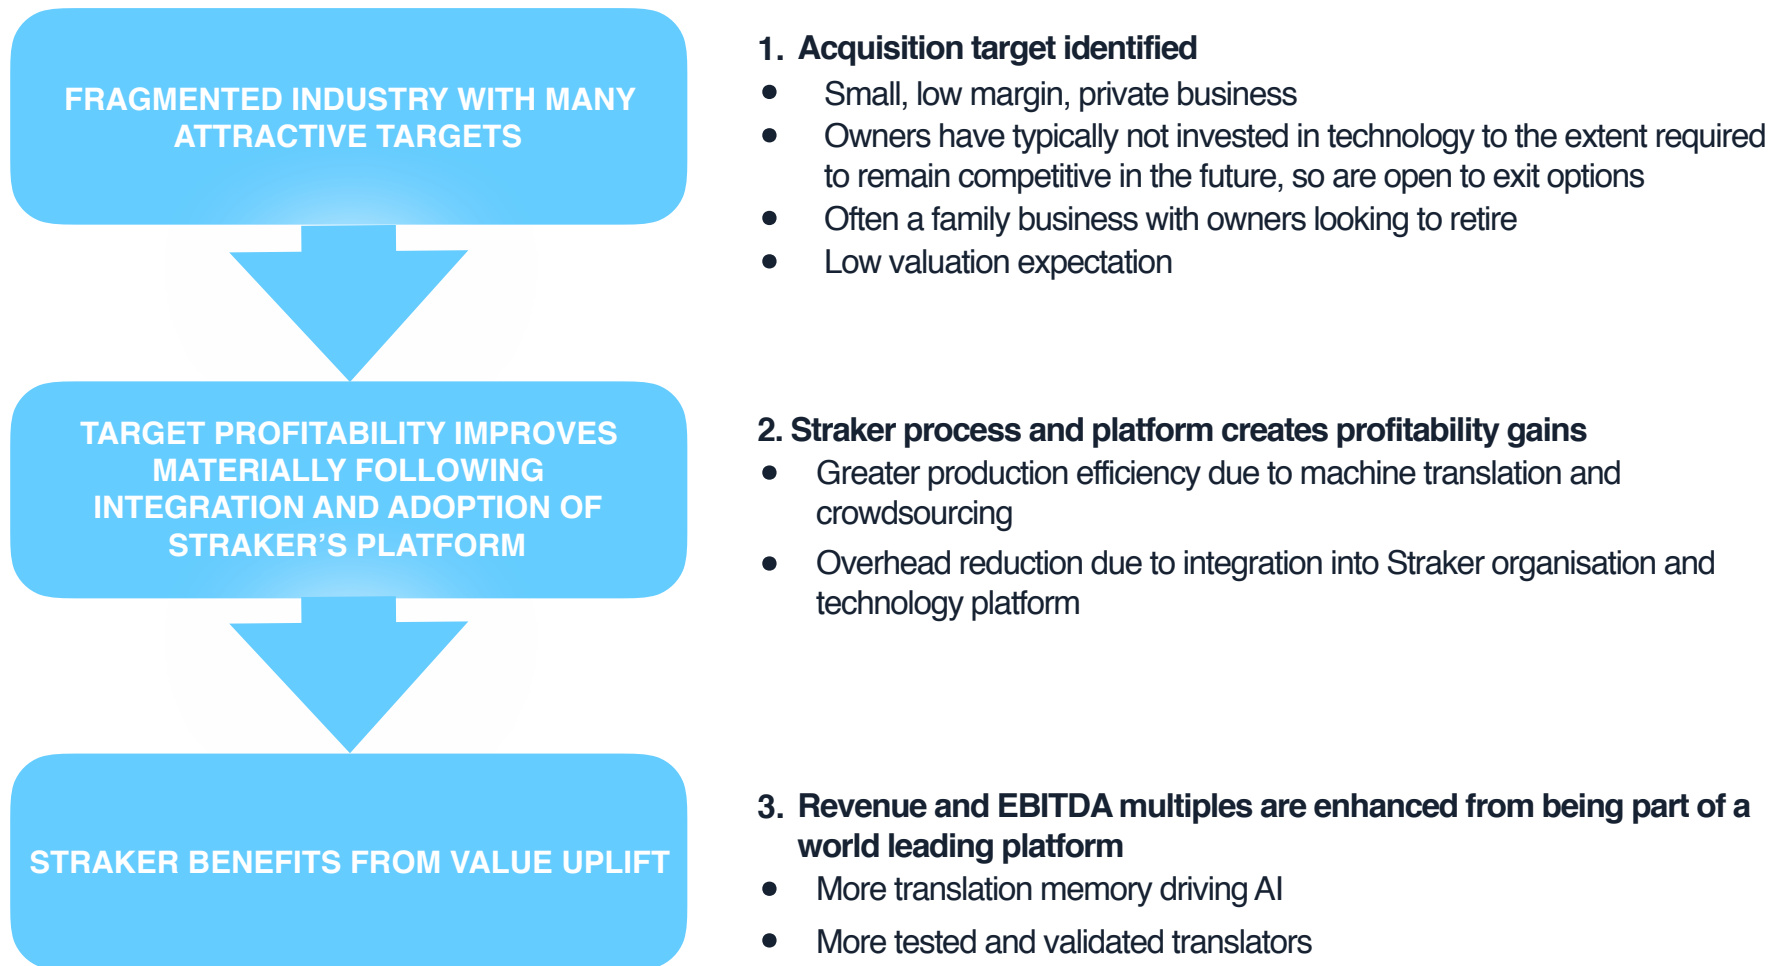 FRAGMENTED INDUSTRY WITH MANY
ATTRACTIVE TARGETS
1. Acquisition target identified
• Small, low margin, private business
• Owners have typically not invested in technology to the extent required
to remain competitive in the future, so are open to exit options
• Often a family business with owners looking to retire
• Low valuation expectation
TARGET PROFITABILITY IMPROVES
MATERIALLY FOLLOWING
INTEGRATION AND ADOPTION OF
STRAKER’S PLATFORM
2. Straker process and platform creates profitability gains
• Greater production efficiency due to machine translation and
crowdsourcing
• Overhead reduction due to integration into Straker organisation and
technology platform
STRAKER BENEFITS FROM VALUE UPLIFT
3. Revenue and EBITDA multiples are enhanced from being part of a
world leading platform
• More translation memory driving AI
• More tested and validated translators